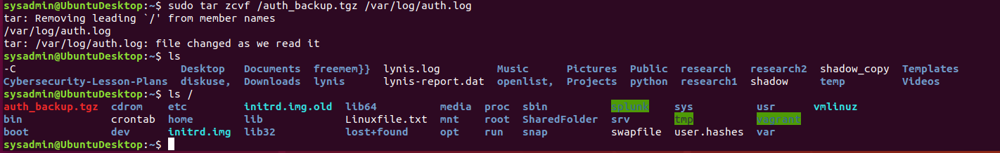 sysadmin@UbuntuDesktop:~$ sudo tar zcvf /auth_backup.tgz /var/log/auth.log
tar: Removing leading `/' from member names
/var/log/auth.log
tar: /var/log/auth.log: file changed as we read it
sysadmin@UbuntuDesktop:~$ ls
-C Desktop Documents freemem}} lynis.log Music Pictures Public research research2 shadow_copy Templates
Cybersecurity-Lesson-Plans diskuse, Downloads lynis lynis-report.dat openlist, Projects python research1 shadow temp Videos
sysadmin@UbuntuDesktop:~$ ls /
auth_backup.tgz cdrom etc initrd.img.old lib64 media proc sbin splunk sys usr vmlinuz
bin crontab home lib Linuxfile.txt mnt root SharedFolder srv tmp vagrant
boot dev initrd.img lib32 lost+found opt run snap swapfile user.hashes var
sysadmin@UbuntuDesktop:~$